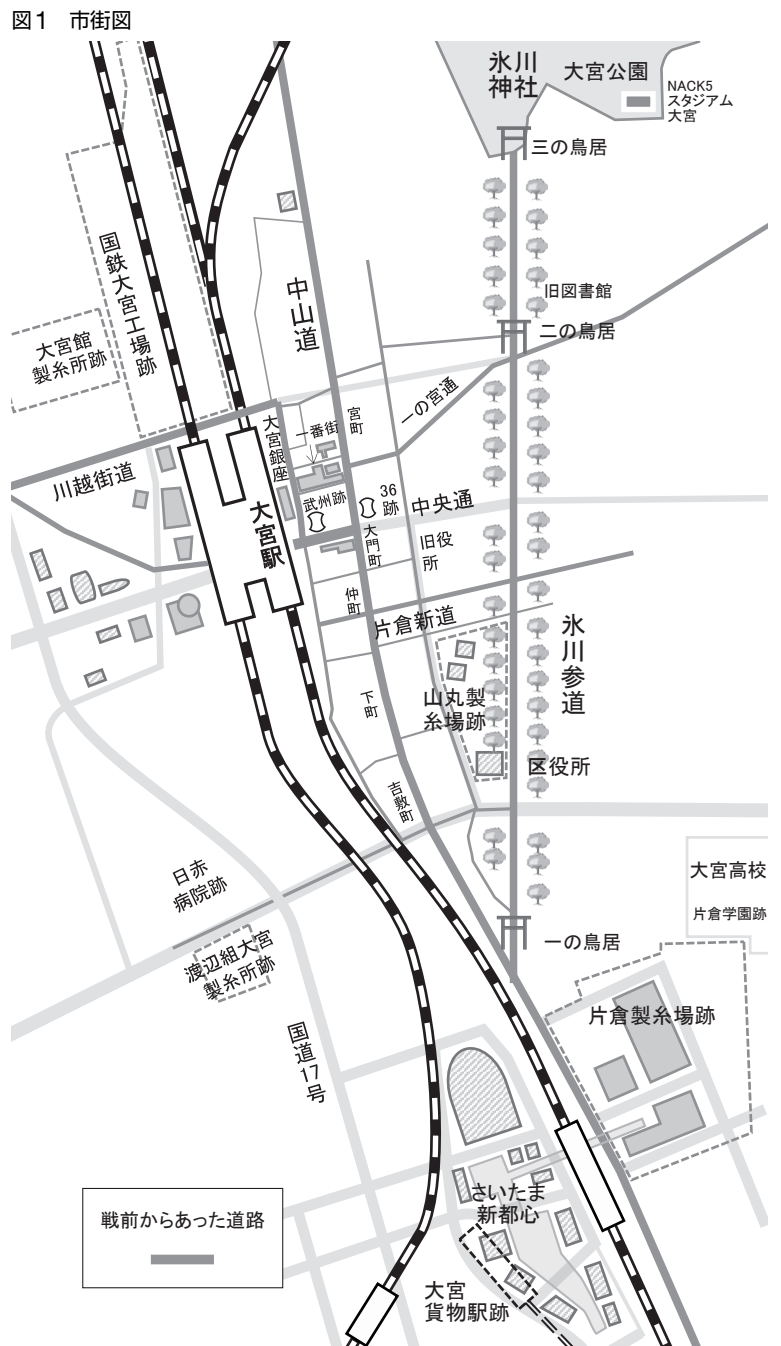 図1 市街図
氷川
神社
大宮公園
NACK5
スタジアム
大宮
三の鳥居
国鉄大宮工場跡
中山道
旧図書館
大宮館
製糸所跡
二の鳥居
一の宮通
宮町
大宮銀座
一番街
川越街道
武州跡
36
跡
中央通
大宮駅
大門町
旧役
所
仲町
片倉新道
氷川参道
下町
山丸製
糸場跡
区役所
吉敷町
日赤
病院跡
大宮高校
片倉学園跡
一の鳥居
渡辺組大宮
製糸所跡
片倉製糸場跡
国道17号
さいたま
新都心
戦前からあった道路
大宮
貨物駅跡